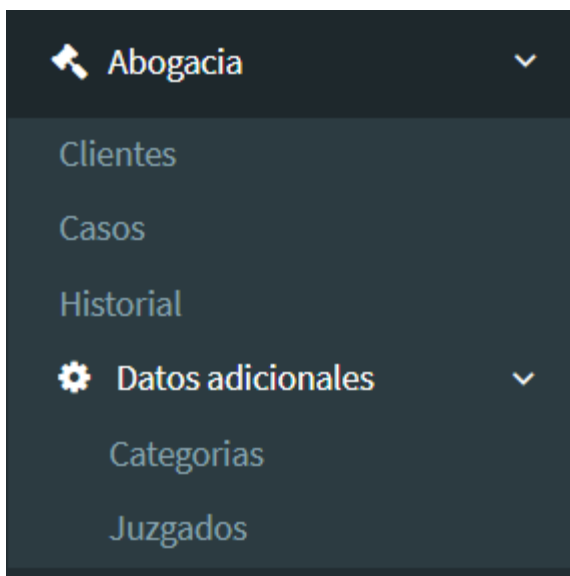 Abogacia
Clientes
Casos
Historial
Datos adicionales
Categorias
Juzgados